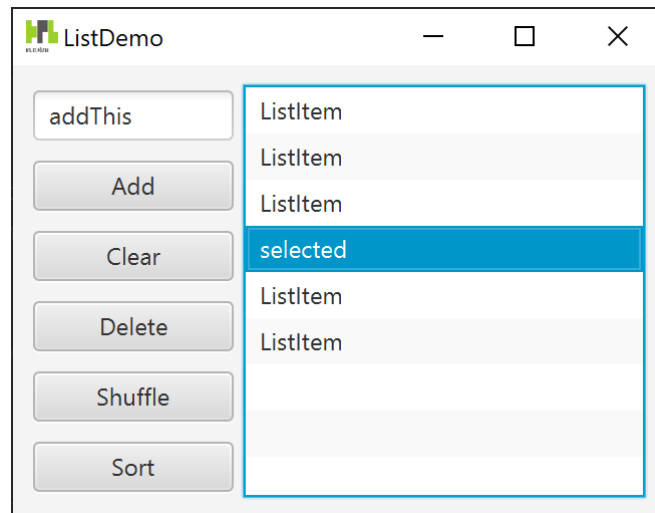 ListDemo
addThis
Add
Clear
Delete
Shuffle
Sort
ListItem
ListItem
ListItem
selected
ListItem
ListItem